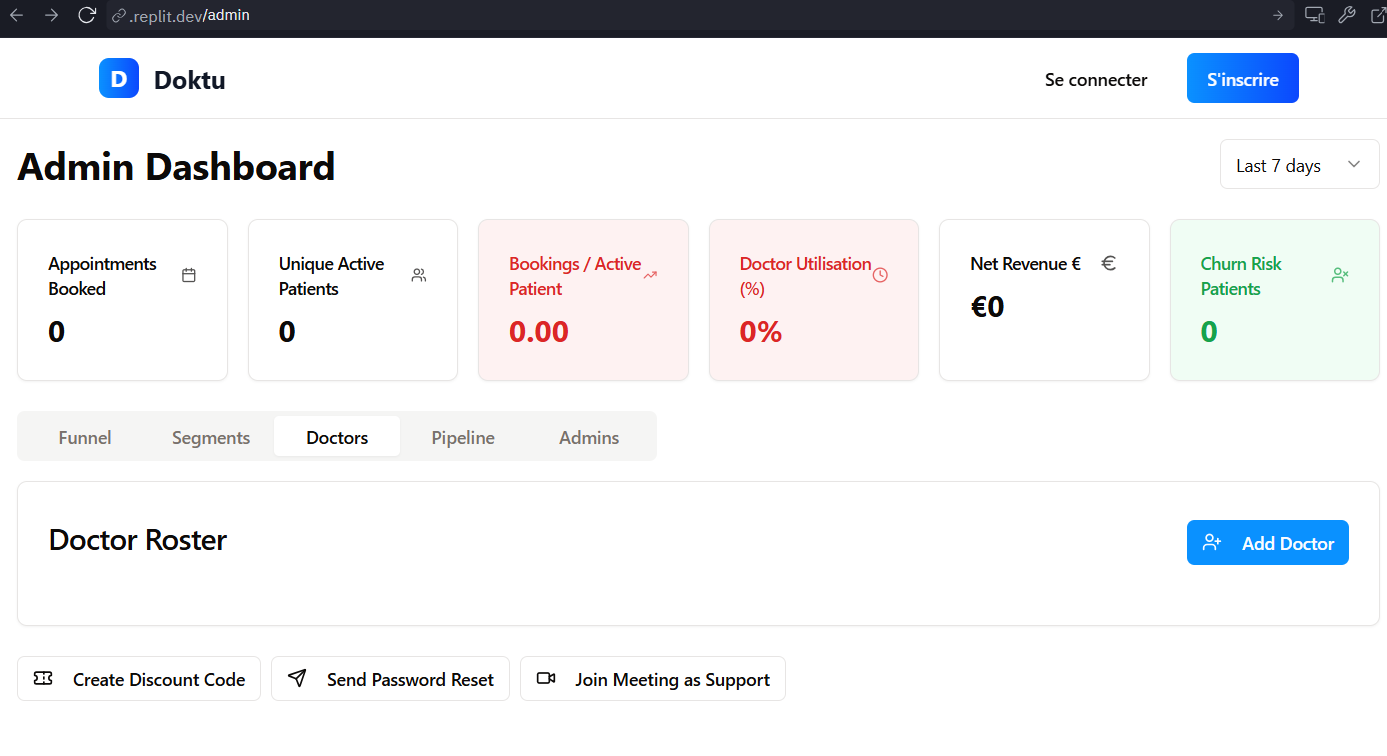 .replit.dev/admin
D Doktu
Se connecter
S'inscrire
Admin Dashboard
Last 7 days
Appointments
Booked
0
Unique Active
Patients
0
Bookings / Active
Patient
0.00
Doctor Utilisation
(%)
0%
Net Revenue € €
€0
Churn Risk
Patients
0
Funnel
Segments
Doctors
Pipeline
Admins
Doctor Roster
Add Doctor
Create Discount Code
Send Password Reset
Join Meeting as Support